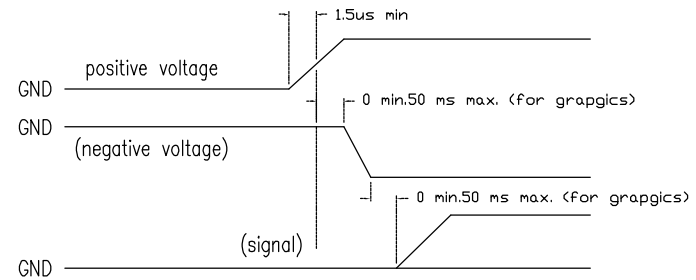 1.5us min
positive voltage
GND
0 min.50 ms max. (for grapgics)
GND
(negative voltage)
0 min.50 ms max. (for grapgics)
(signal)
GND